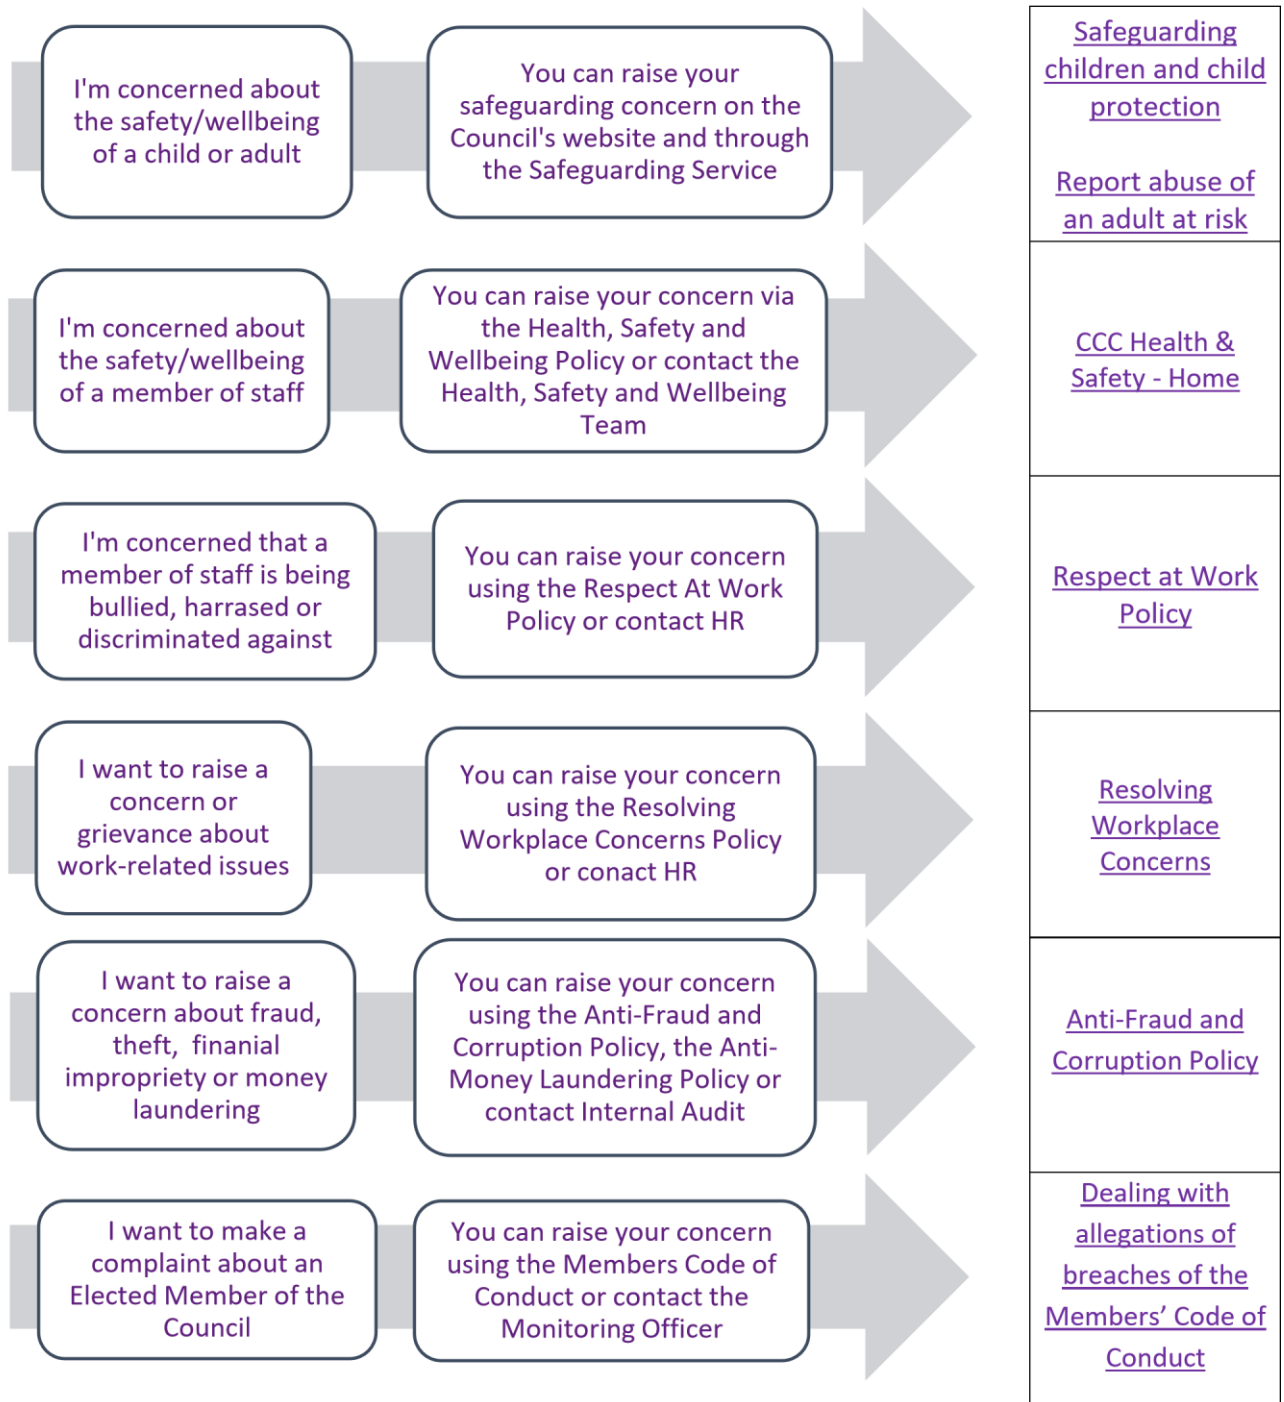 I'm concerned about
the safety/wellbeing
of a child or adult
You can raise your
safeguarding concern on the
Council's website and through
the Safeguarding Service
Safeguarding
children and child
protection
Report abuse of
an adult at risk
I'm concerned about
the safety/wellbeing
of a member of staff
You can raise your concern via
the Health, Safety and
Wellbeing Policy or contact the
Health, Safety and Wellbeing
Team
CCC Health &
Safety - Home
I'm concerned that a
member of staff is being
bullied, harrased or
discriminated against
You can raise your concern
using the Respect At Work
Policy or contact HR
Respect at Work
Policy
I want to raise a
concern or
grievance about
work-related issues
You can raise your concern
using the Resolving
Workplace Concerns Policy
or conact HR
Resolving
Workplace
Concerns
I want to raise a
concern about fraud,
theft,  finanial
impropriety or money
laundering
You can raise your concern
using the Anti-Fraud and
Corruption Policy, the Anti-
Money Laundering Policy or
contact Internal Audit
Anti-Fraud and
Corruption Policy
I want to make a
complaint about an
Elected Member of the
Council
You can raise your concern
using the Members Code of
Conduct or contact the
Monitoring Officer
Dealing with
allegations of
breaches of the
Members’ Code of
Conduct